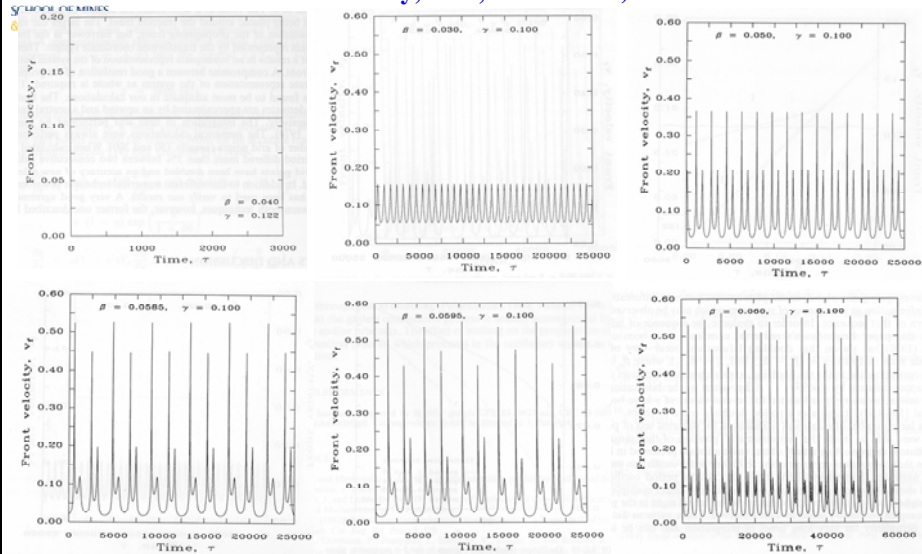 SCHOOL OF MINES
0.20
0.15
0.10
0.05
0.00
Front velocity, v_f
β = 0.040
γ = 0.122
0 1000 2000 3000
Time, τ
β = 0.030, γ = 0.100
0.60
0.50
0.40
0.30
0.20
0.10
0.00
Front velocity, v_f
0 5000 10000 15000 20000 25000
Time, τ
β = 0.050, γ = 0.100
0.60
0.50
0.40
0.30
0.20
0.10
0.00
Front velocity, v_f
0 5000 10000 15000 20000 25000
Time, τ
β = 0.0585, γ = 0.100
0.60
0.50
0.40
0.30
0.20
0.10
0.00
Front velocity, v_f
0 5000 10000 15000 20000 25000
Time, τ
β = 0.0595, γ = 0.100
0.60
0.50
0.40
0.30
0.20
0.10
0.00
Front velocity, v_f
0 5000 10000 15000 20000 25000
Time, τ
β = 0.060, γ = 0.100
0.60
0.50
0.40
0.30
0.20
0.10
0.00
Front velocity, v_f
0 20000 40000 60000
Time, τ